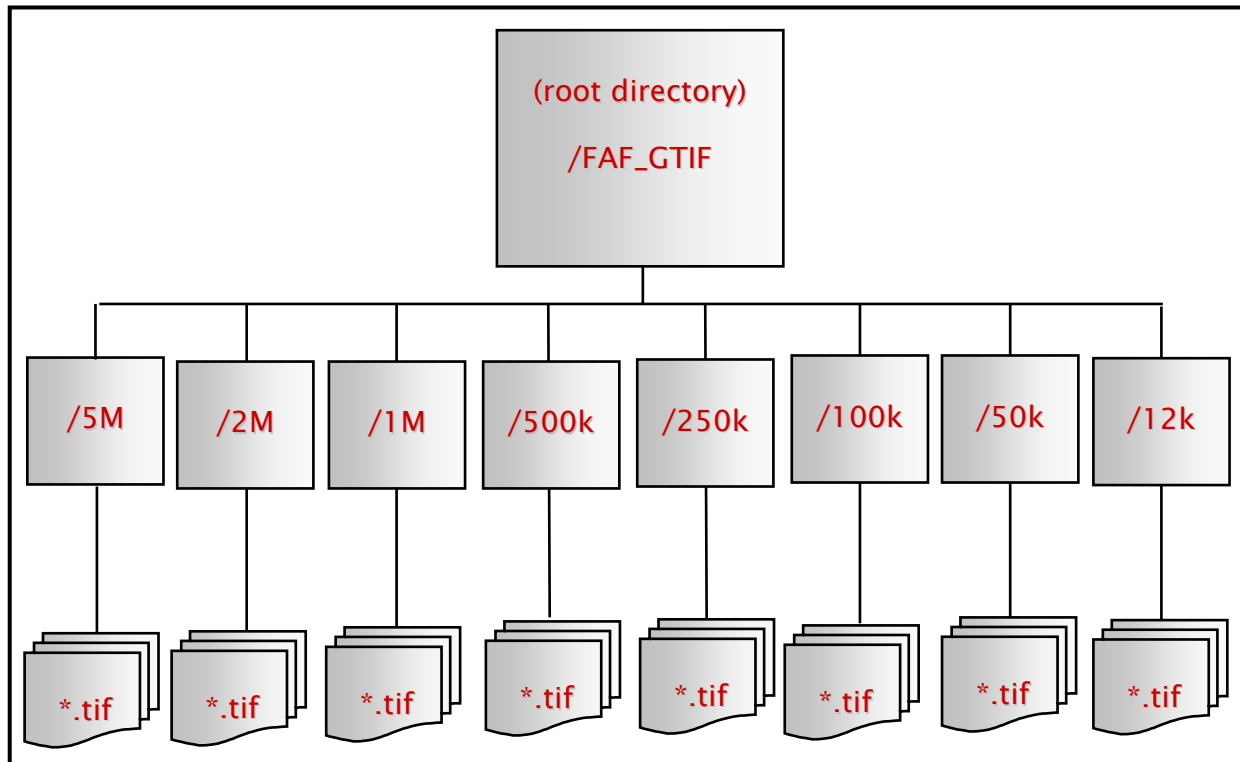 (root directory)
/FAF_GTIF
/5M
/2M
/1M
/500k
/250k
/100k
/50k
/12k
*.tif
*.tif
*.tif
*.tif
*.tif
*.tif
*.tif
*.tif